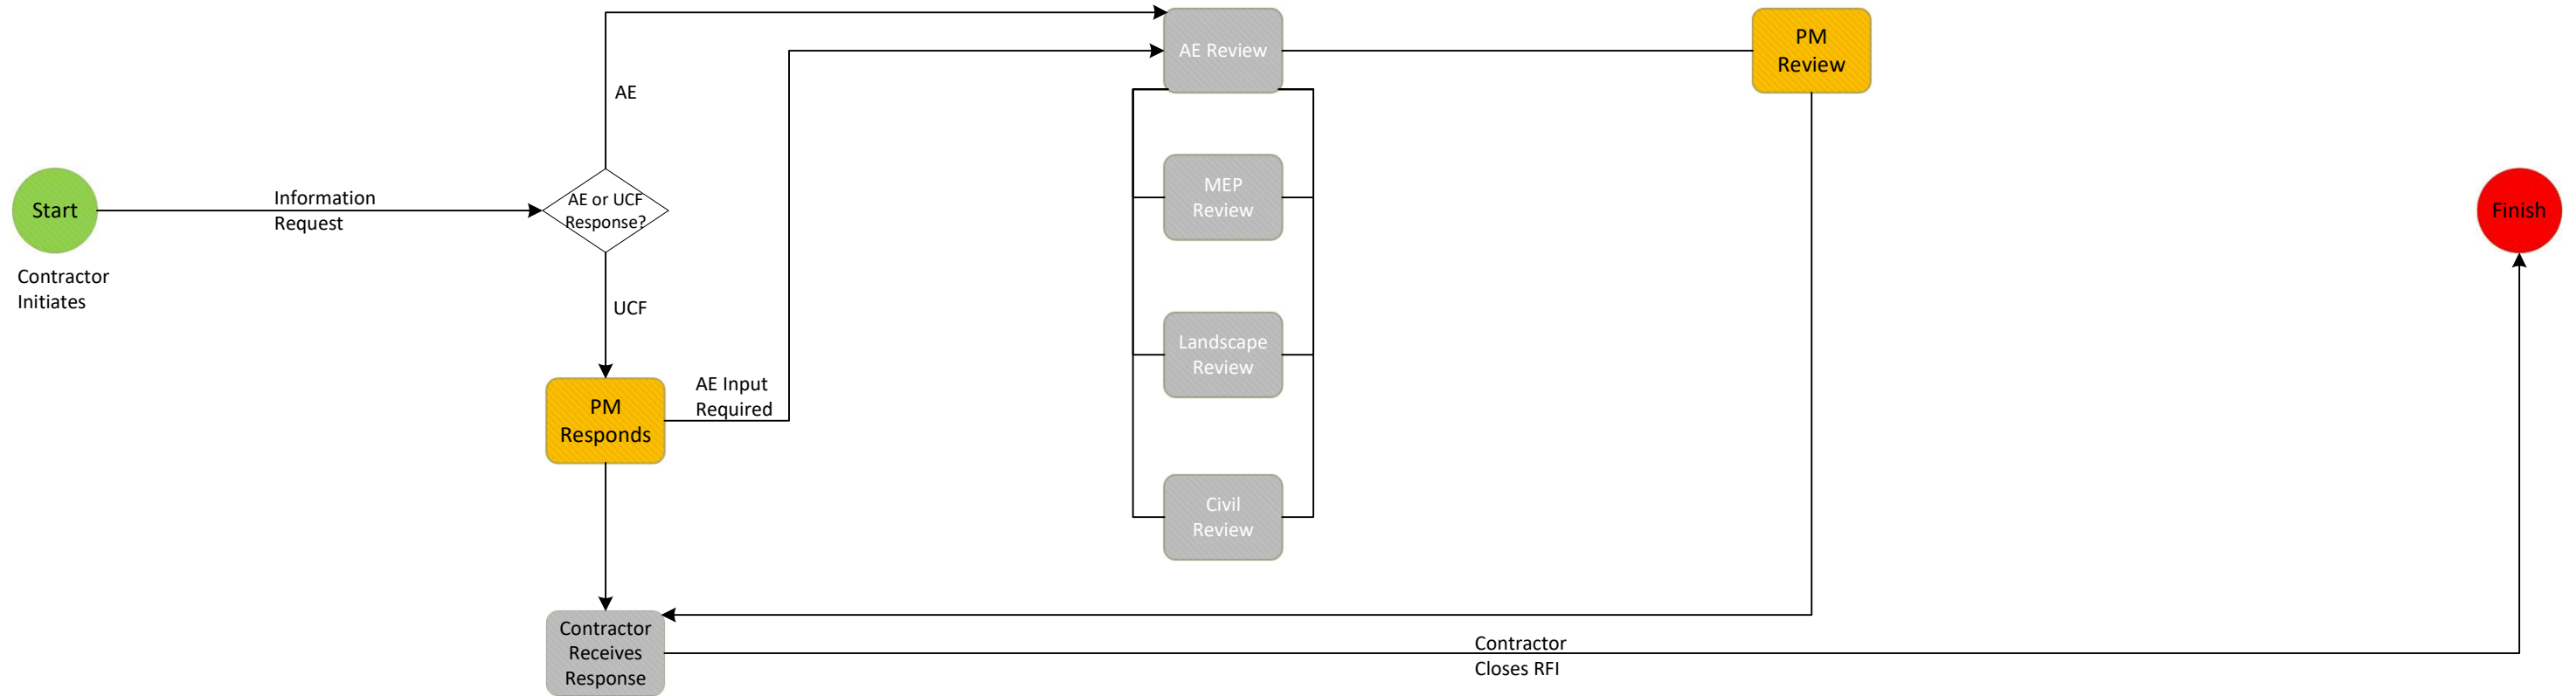 AE Review
PM
Review
AE
Start
Information
Request
AE or UCF
Response?
MEP
Review
Finish
Contractor
Initiates
UCF
Landscape
Review
PM
Responds
AE Input
Required
Civil
Review
Contractor
Receives
Response
Contractor
Closes RFI